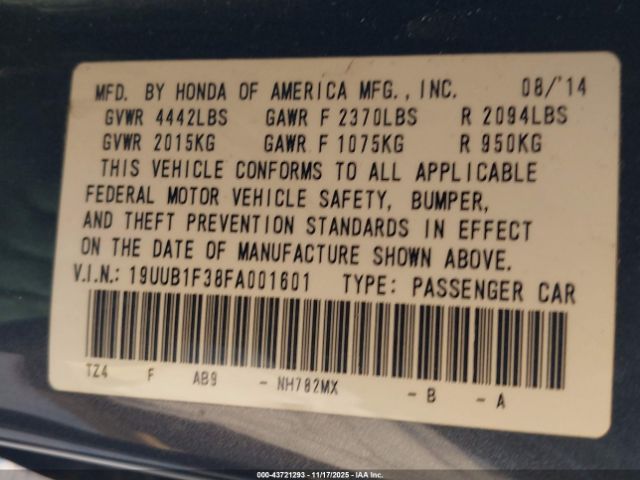 MFD. BY HONDA OF AMERICA MFG., INC. 08/'14
GVWR 4442LBS GAWR F 2370LBS R 2094LBS
GVWR 2015KG GAWR F 1075KG R 950KG
THIS VEHICLE CONFORMS TO ALL APPLICABLE
FEDERAL MOTOR VEHICLE SAFETY, BUMPER,
AND THEFT PREVENTION STANDARDS IN EFFECT
ON THE DATE OF MANUFACTURE SHOWN ABOVE.
V.I.N.: 19UUB1F38FA001601 TYPE: PASSENGER CAR
TZ4 F AB9 - NH782MX - B - A
000-43721293 - 11/17/2025 - IAA Inc.